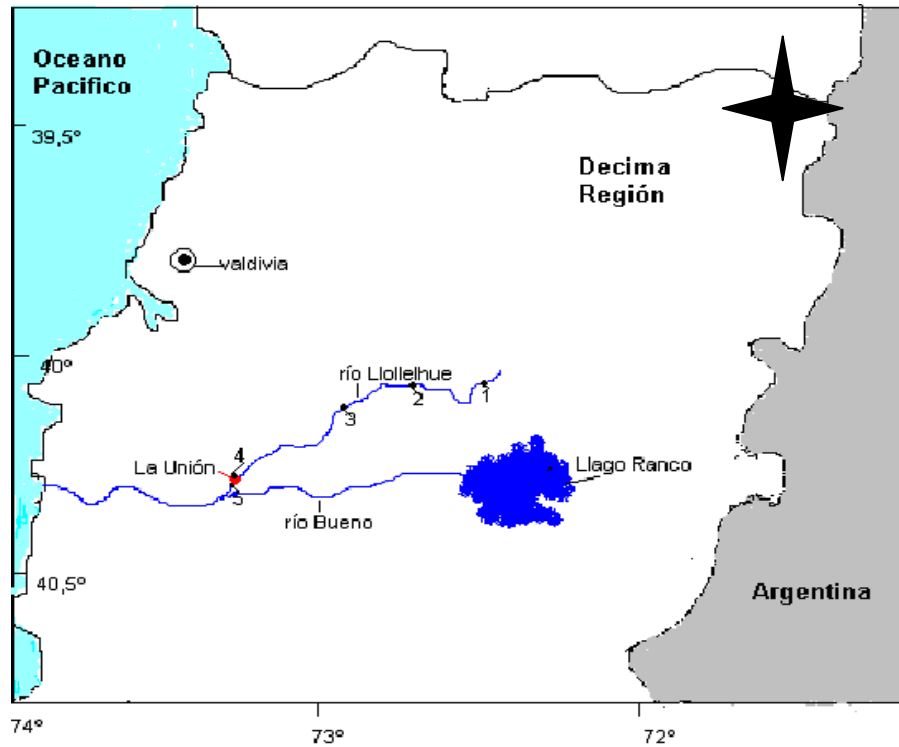 Oceano
Pacifico
39,5°
Decima
Región
valdivia
40°
río Llollelhue
1
2
3
4
La Unión
Llago Ranco
5
río Bueno
40,5°
Argentina
74°
73°
72°